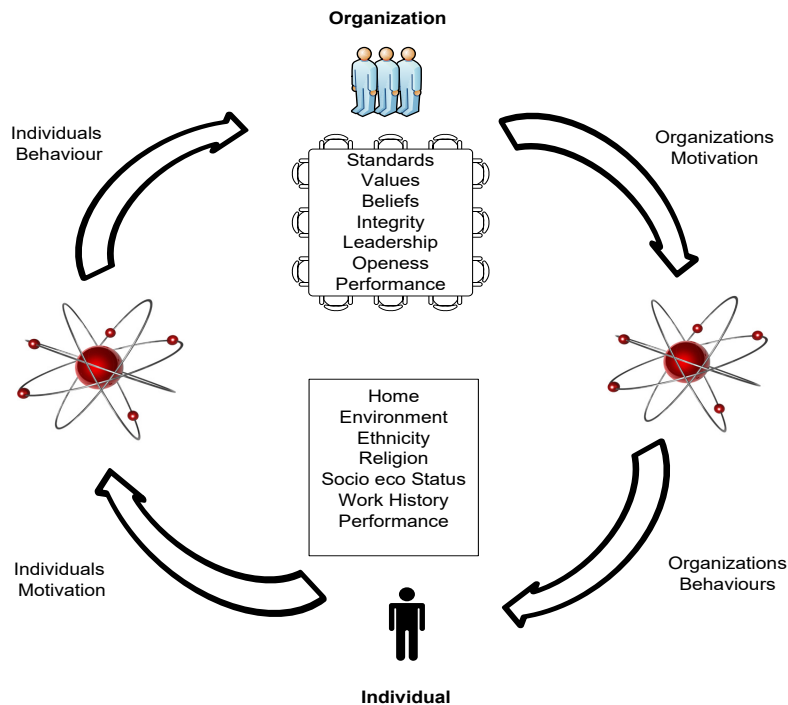 Organization
Individuals
Behaviour
Organizations
Motivation
Standards
Values
Beliefs
Integrity
Leadership
Openess
Performance
Home
Environment
Ethnicity
Religion
Socio eco Status
Work History
Performance
Individuals
Motivation
Organizations
Behaviours
Individual